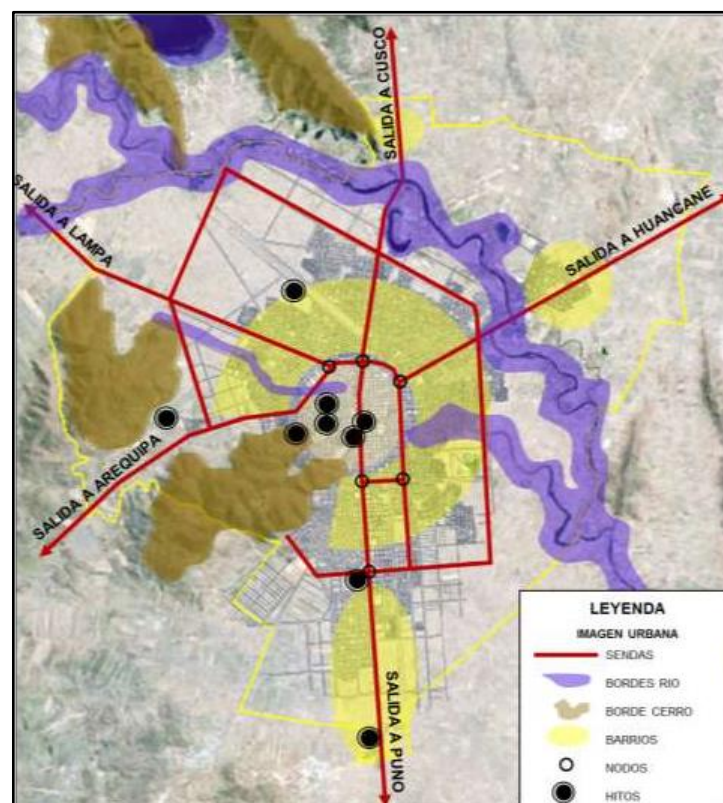 SALIDA A CUSCO
SALIDA A LAMPA
SALIDA A HUANCANE
SALIDA A AREQUIPA
SALIDA A PUNO
LEYENDA
IMAGEN URBANA
SENDAS
BORDES RIO
BORDE CERRO
BARRIOS
NODOS
HITOS